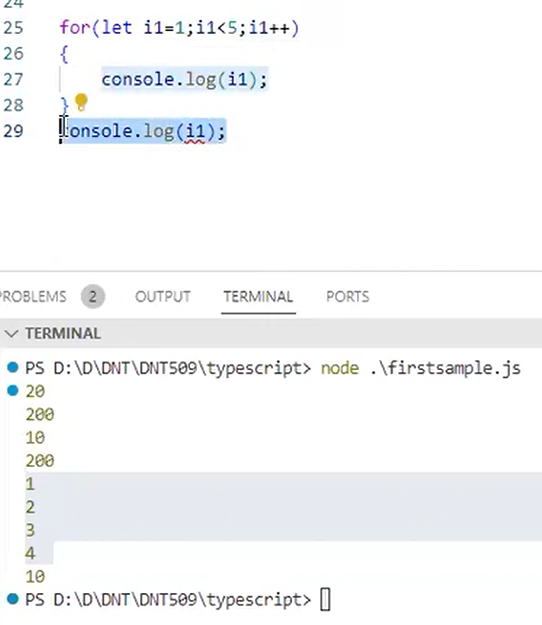 24
25 for(let i1=1;i1<5;i1++)
26 {
27 console.log(i1);
28 }
29 console.log(i1);
PROBLEMS 2 OUTPUT TERMINAL PORTS
TERMINAL
PS D:\D\DNT\DNT509\typescript> node .\firstsample.js
20
200
10
200
1
2
3
4
10
PS D:\D\DNT\DNT509\typescript>